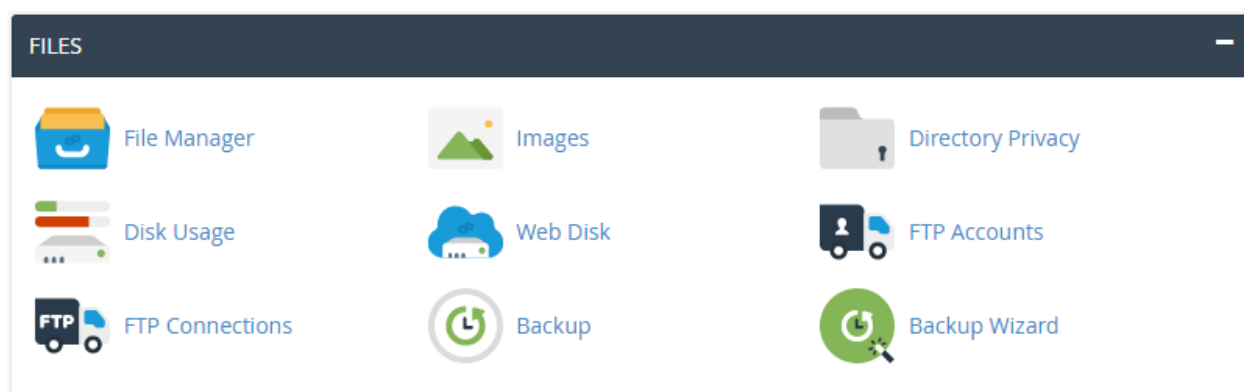 FILES
File Manager
Images
Directory Privacy
Disk Usage
Web Disk
FTP Accounts
FTP
FTP Connections
Backup
Backup Wizard